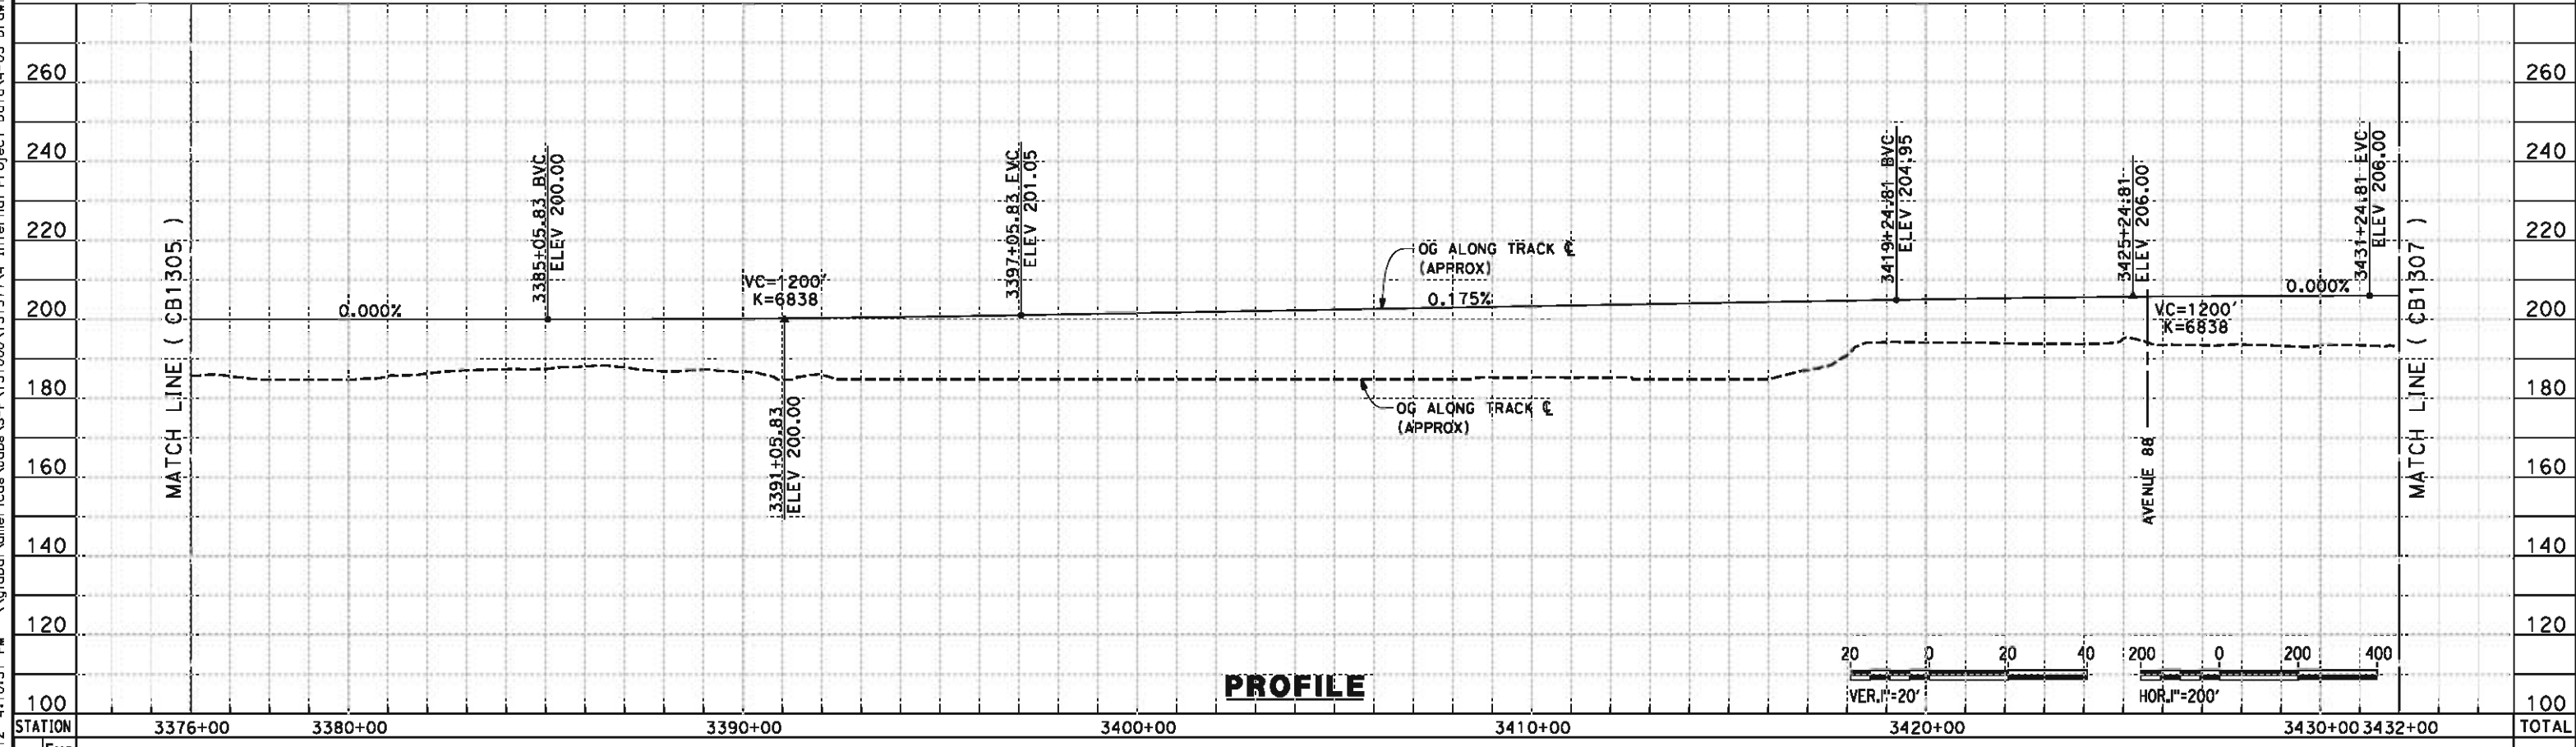 260
240
220
200
180
160
140
120
100
MATCH LINE ( CB1305 )
0.000%
3385+05.83 BVC
ELEV 200.00
VC=1200'
K=6838
3391+05.83
ELEV 200.00
3397+05.83 EVC
ELEV 201.05
OG ALONG TRACK ℄
(APPROX)
0.175%
OG ALONG TRACK ℄
(APPROX)
3419+24.81 BVC
ELEV 204.95
3425+24.81
ELEV 206.00
VC=1200'
K=6838
AVENUE 88
0.000%
3431+24.81 EVC
ELEV 206.00
MATCH LINE ( CB1307 )
260
240
220
200
180
160
140
120
100
PROFILE
20 0 20 40
VER.1"=20'
200 0 200 400
HOR.1"=200'
STATION 3376+00 3380+00 3390+00 3400+00 3410+00 3420+00 3430+00 3432+00 TOTAL